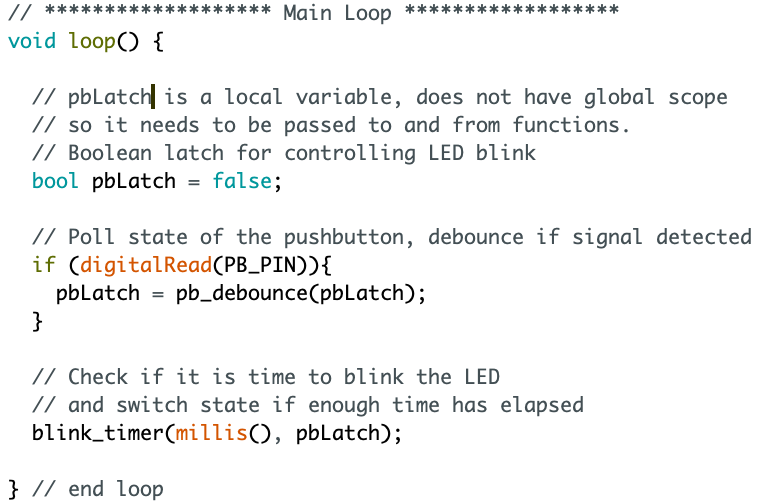 // ******************* Main Loop ******************
void loop() {
// pbLatch is a local variable, does not have global scope
// so it needs to be passed to and from functions.
// Boolean latch for controlling LED blink
bool pbLatch = false;
// Poll state of the pushbutton, debounce if signal detected
if (digitalRead(PB_PIN)){
pbLatch = pb_debounce(pbLatch);
}
// Check if it is time to blink the LED
// and switch state if enough time has elapsed
blink_timer(millis(), pbLatch);
} // end loop